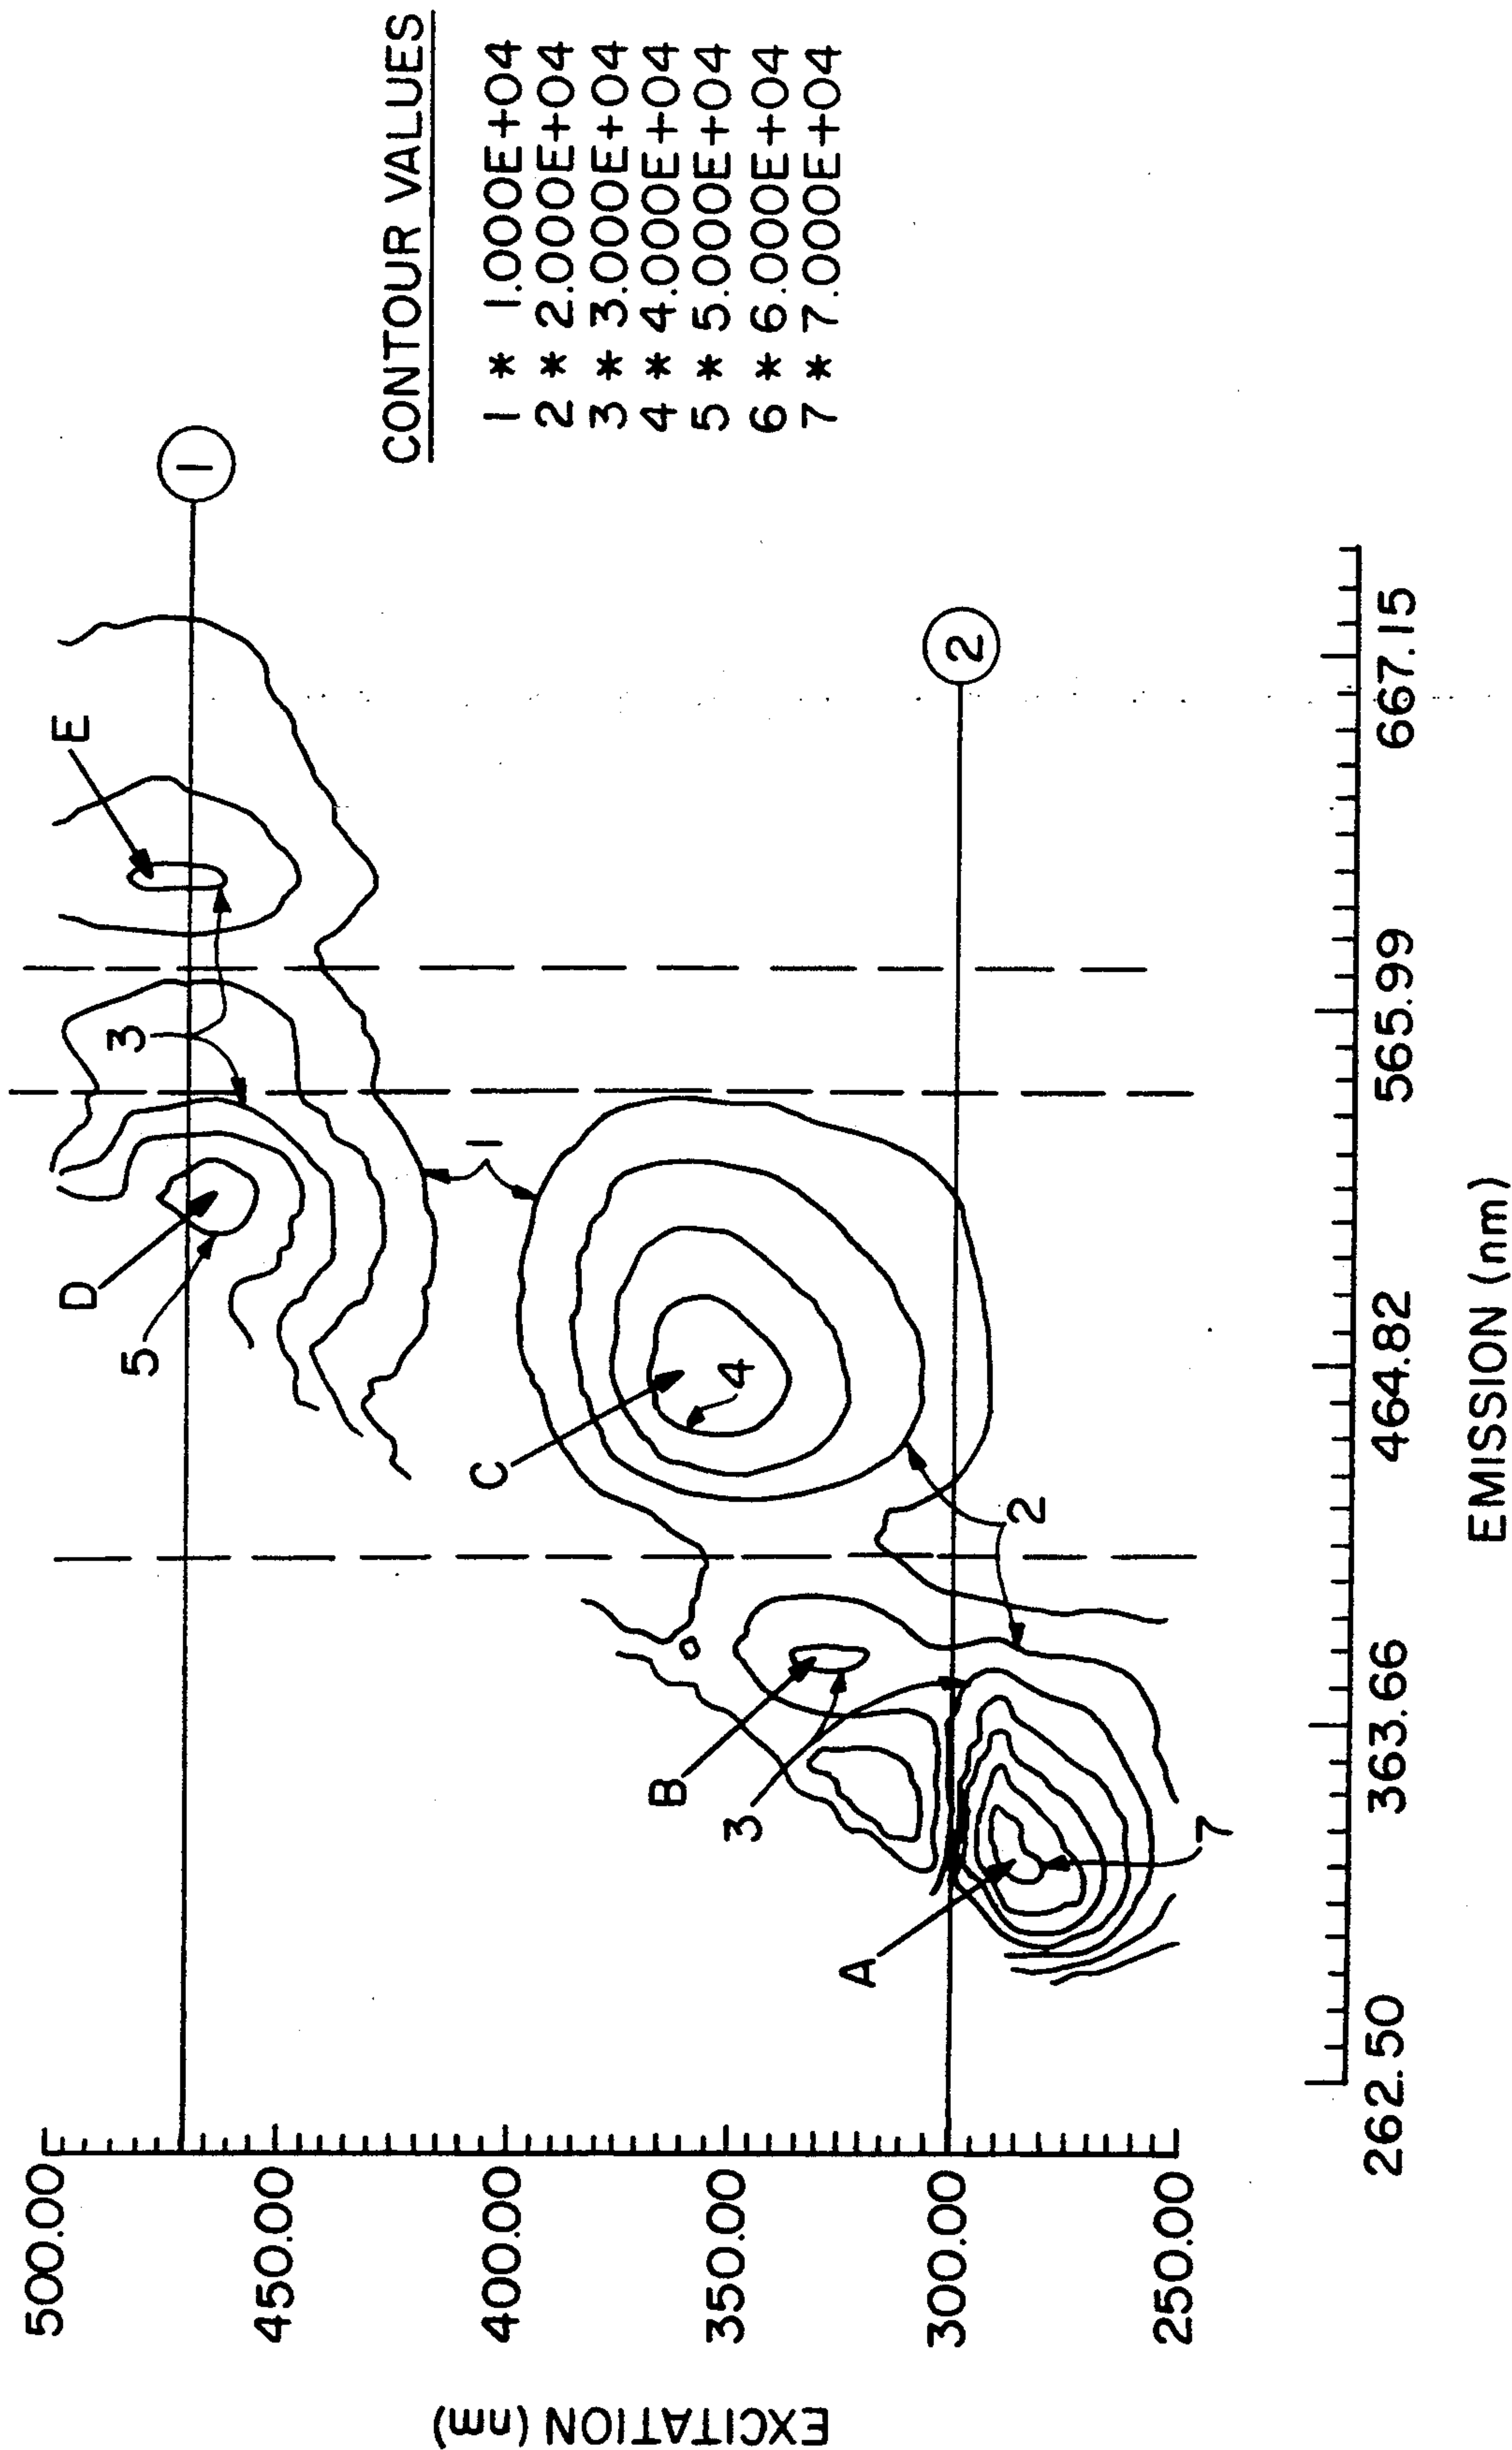 CONTOUR VALUES
1 * 1.000E+04
2 * 2.000E+04
3 * 3.000E+04
4 * 4.000E+04
5 * 5.000E+04
6 * 6.000E+04
7 * 7.000E+04
EXCITATION (nm)
500.00
450.00
400.00
350.00
300.00
250.00
1
2
E
3
D
5
1
C
4
2
B
3
A
7
262.50
363.66
464.82
565.99
667.15
EMISSION (nm)